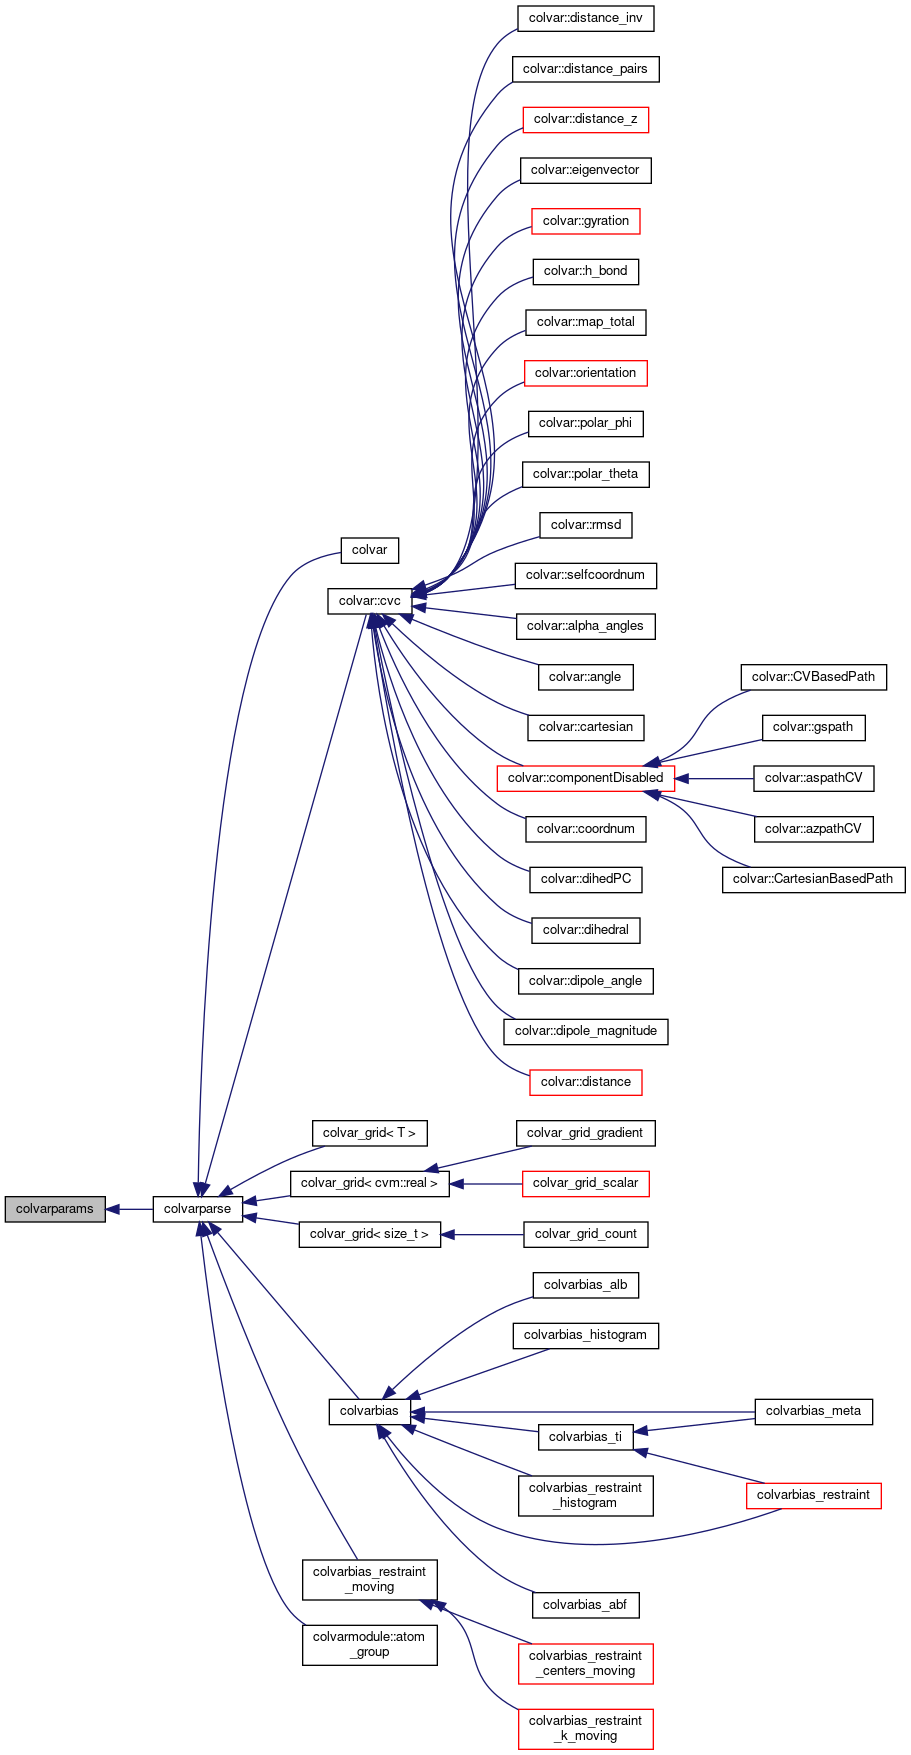 colvar::distance_inv
colvar::distance_pairs
colvar::distance_z
colvar::eigenvector
colvar::gyration
colvar::h_bond
colvar::map_total
colvar::orientation
colvar::polar_phi
colvar::polar_theta
colvar::rmsd
colvar
colvar::selfcoordnum
colvar::cvc
colvar::alpha_angles
colvar::angle
colvar::CVBasedPath
colvar::cartesian
colvar::gspath
colvar::componentDisabled
colvar::aspathCV
colvar::coordnum
colvar::azpathCV
colvar::dihedPC
colvar::CartesianBasedPath
colvar::dihedral
colvar::dipole_angle
colvar::dipole_magnitude
colvar::distance
colvar_grid< T >
colvar_grid_gradient
colvar_grid< cvm::real >
colvar_grid_scalar
colvarparams
colvarparse
colvar_grid< size_t >
colvar_grid_count
colvarbias_alb
colvarbias_histogram
colvarbias
colvarbias_meta
colvarbias_ti
colvarbias_restraint
_histogram
colvarbias_restraint
colvarbias_restraint
_moving
colvarbias_abf
colvarmodule::atom
_group
colvarbias_restraint
_centers_moving
colvarbias_restraint
_k_moving